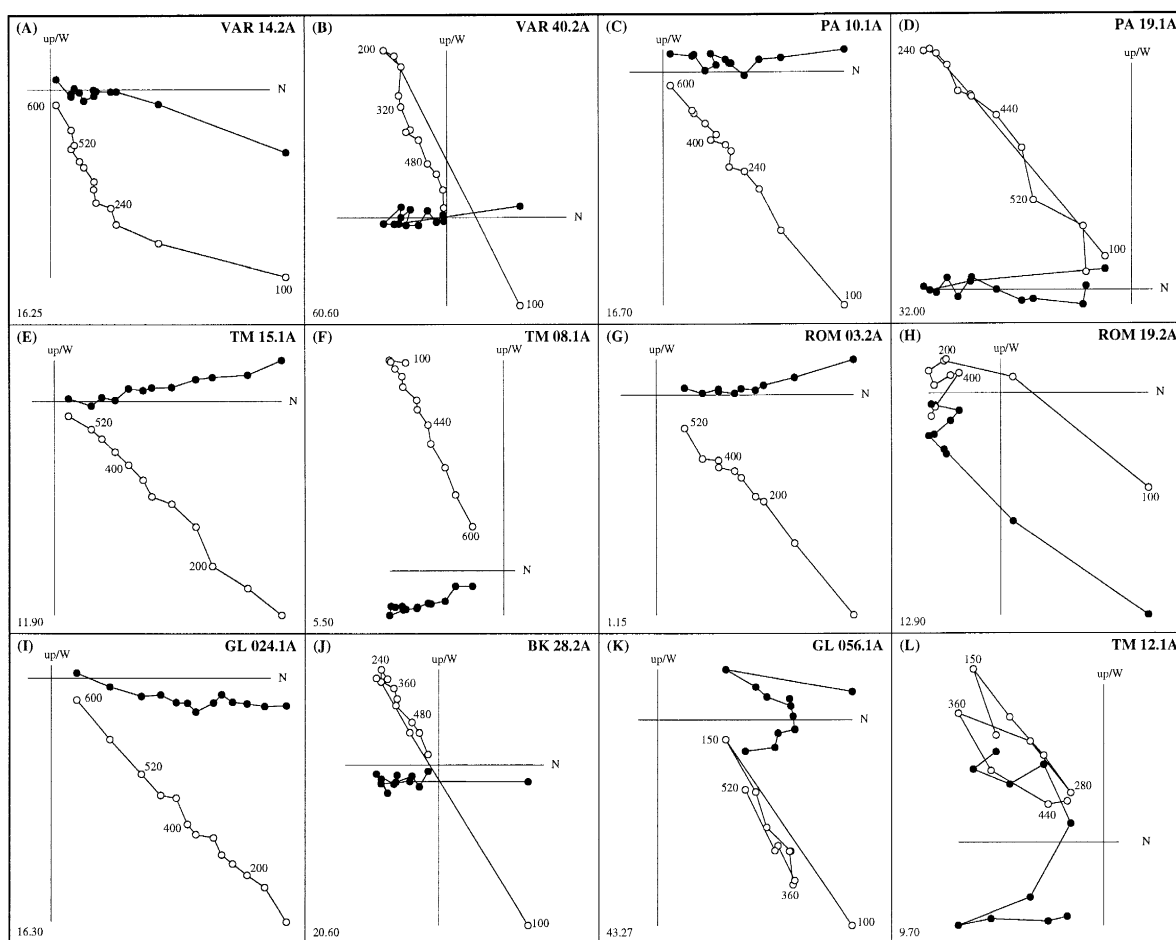 (A) VAR 14.2A
up/W
N
600
520
240
100
16.25
(B) VAR 40.2A
up/W
200
320
480
N
100
60.60
(C) PA 10.1A
up/W
N
600
400
240
100
16.70
(D) PA 19.1A
up/W
240
440
520
100
N
32.00
(E) TM 15.1A
up/W
N
520
400
200
11.90
(F) TM 08.1A
up/W
100
440
600
N
5.50
(G) ROM 03.2A
up/W
N
520
400
200
1.15
(H) ROM 19.2A
up/W
200
400
N
100
12.90
(I) GL 024.1A
up/W
N
600
520
400
200
16.30
(J) BK 28.2A
up/W
240
360
480
N
100
20.60
(K) GL 056.1A
up/W
N
150
520
360
100
43.27
(L) TM 12.1A
up/W
150
360
280
440
N
9.70